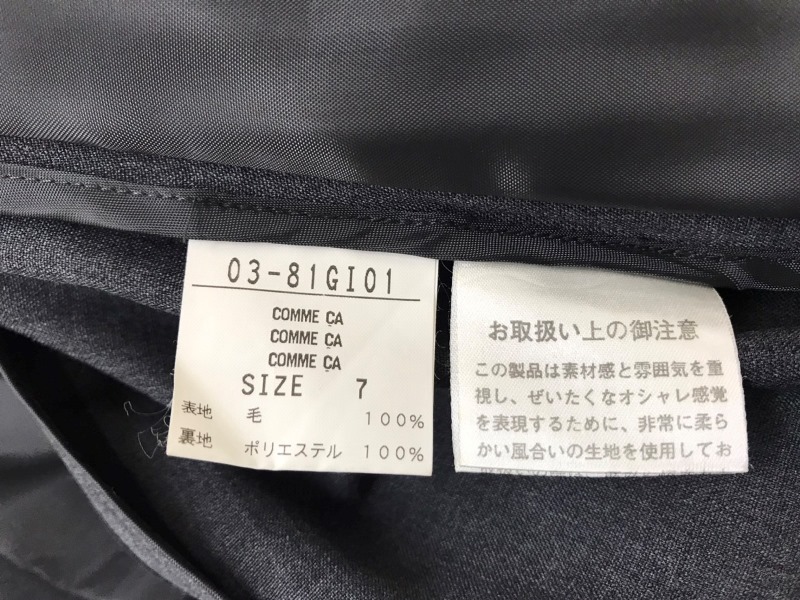 03-81GI01
COMME ÇA
COMME ÇA
COMME ÇA
SIZE 7
表地 毛 100%
裏地 ポリエステル 100%
お取扱い上の御注意
この製品は素材感と雰囲気を重
視し、ぜいたくなオシャレ感覚
を表現するために、非常に柔ら
かい風合いの生地を使用してお